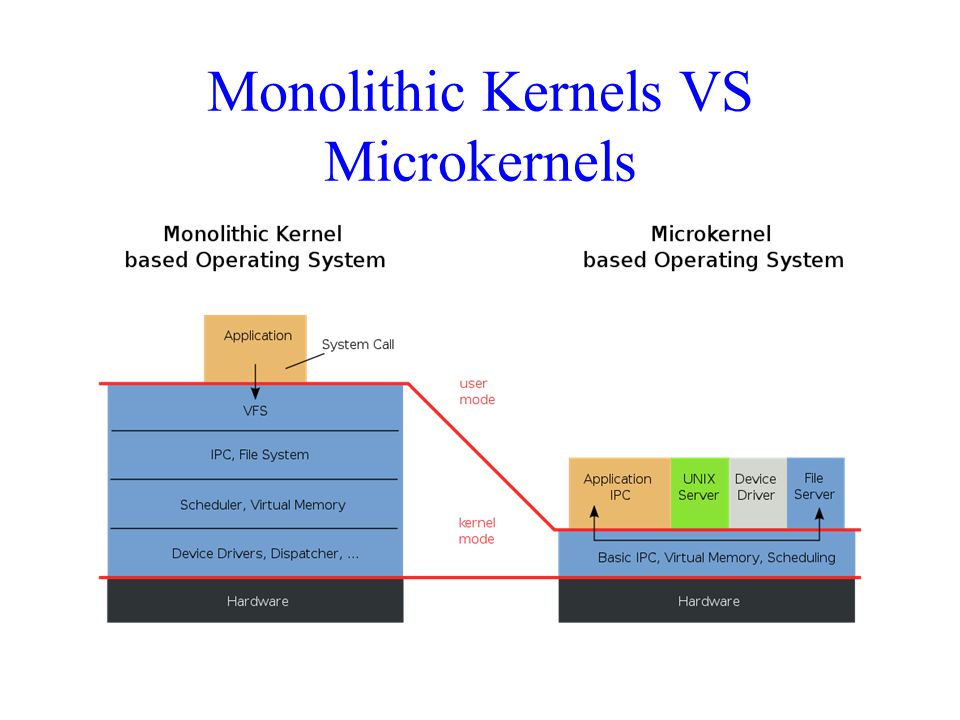 Monolithic Kernels VS
Microkernels
Monolithic Kernel
based Operating System
Microkernel
based Operating System
Application
System Call
user
mode
VFS
IPC, File System
Scheduler, Virtual Memory
kernel
mode
Device Drivers, Dispatcher, ...
Hardware
Application
IPC
UNIX
Server
Device
Driver
File
Server
Basic IPC, Virtual Memory, Scheduling
Hardware